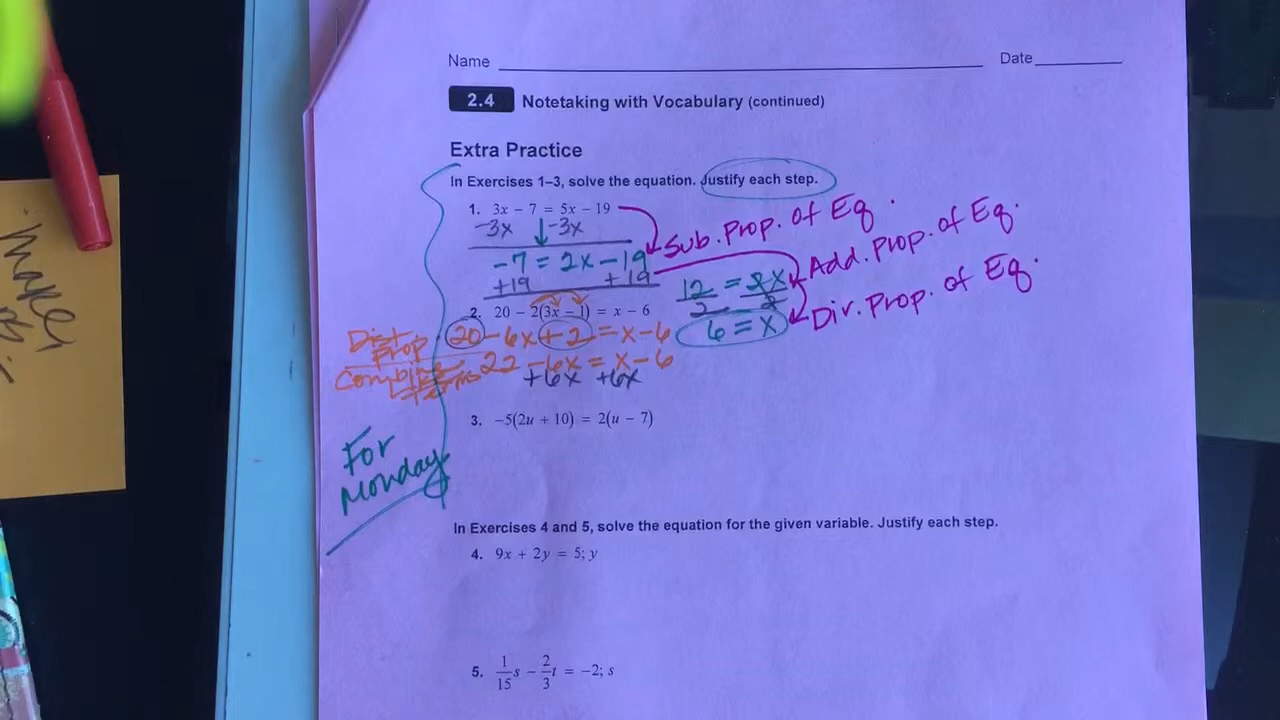 Name Date
2.4 Notetaking with Vocabulary (continued)
Extra Practice
In Exercises 1–3, solve the equation. Justify each step.
1. 3x − 7 = 5x − 19
−3x −3x
Sub. Prop. of Eq.
−7 = 2x − 19
+19 +19
Add. Prop. of Eq.
12 = 2x
2 2
Div. Prop. of Eq.
6 = x
2. 20 − 2(3x − 1) = x − 6
Dist. Prop. 20 − 6x + 2 = x − 6
Combine 22 − 6x = x − 6
Terms
+6x +6x
3. −5(2u + 10) = 2(u − 7)
For
Monday
In Exercises 4 and 5, solve the equation for the given variable. Justify each step.
4. 9x + 2y = 5; y
5. 1/15 s − 2/3 t = −2; s
make